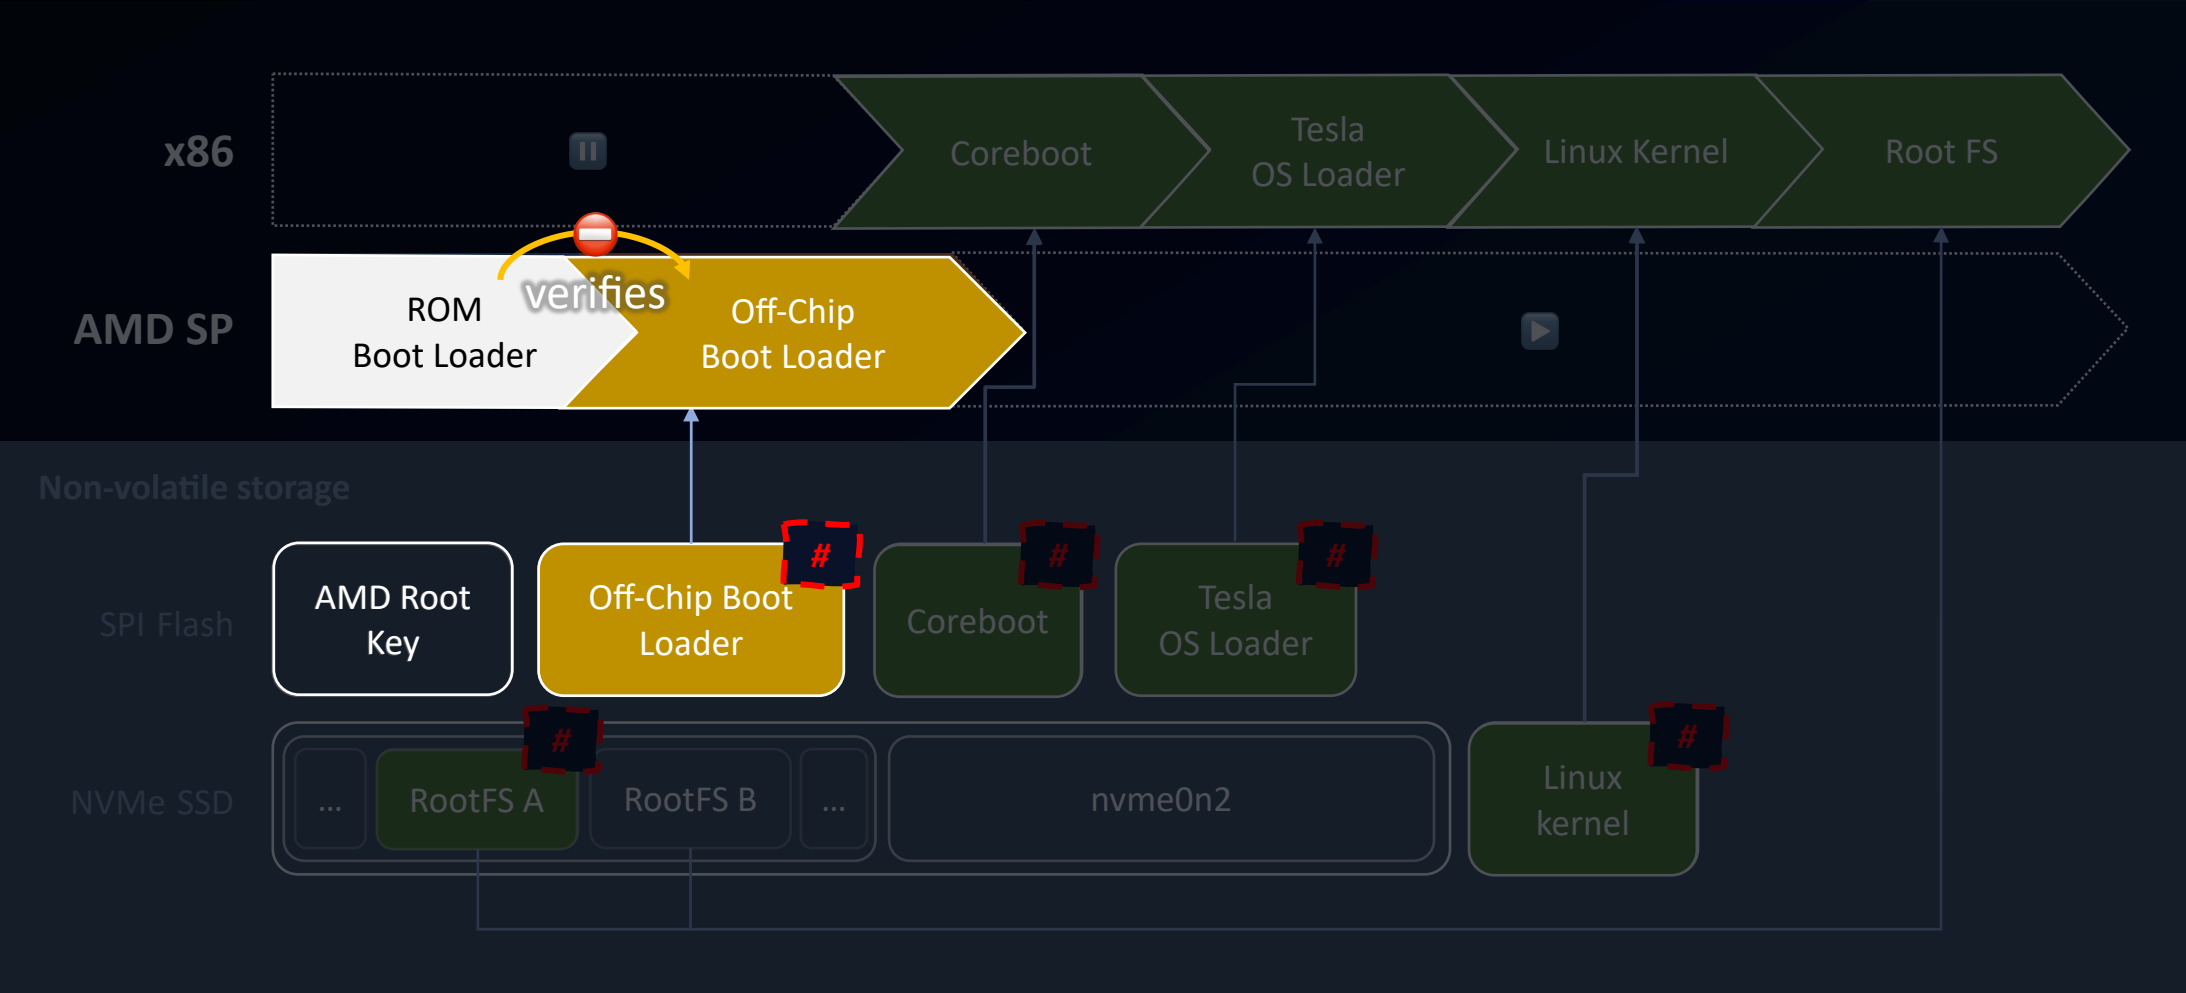 x86
Coreboot
Tesla
OS Loader
Linux Kernel
Root FS
verifies
AMD SP
ROM
Boot Loader
Off-Chip
Boot Loader
Non-volatile storage
SPI Flash
AMD Root
Key
#
Off-Chip Boot
Loader
#
Coreboot
#
Tesla
OS Loader
NVMe SSD
...
#
RootFS A
RootFS B
...
nvme0n2
#
Linux
kernel